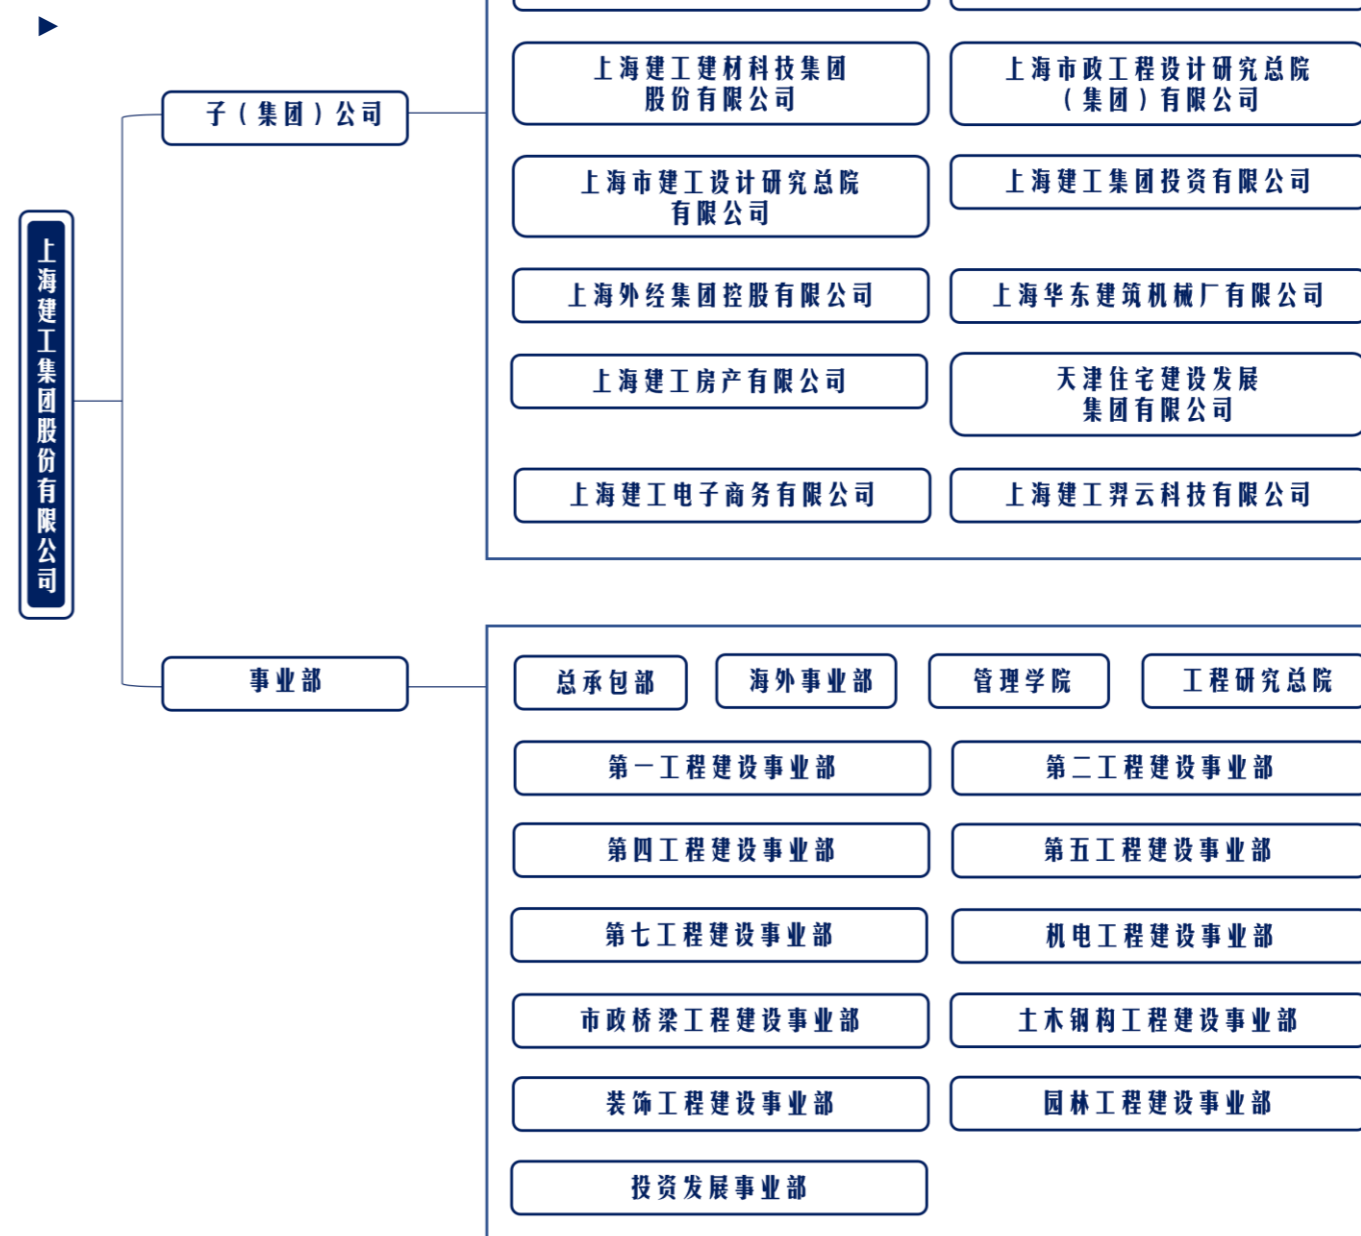 上海建工集团股份有限公司
子（集团）公司
上海建工建材科技集团
股份有限公司
上海市政工程设计研究总院
（集团）有限公司
上海市建工设计研究总院
有限公司
上海建工集团投资有限公司
上海外经集团控股有限公司
上海华东建筑机械厂有限公司
上海建工房产有限公司
天津住宅建设发展
集团有限公司
上海建工电子商务有限公司
上海建工羿云科技有限公司
事业部
总承包部
海外事业部
管理学院
工程研究总院
第一工程建设事业部
第二工程建设事业部
第四工程建设事业部
第五工程建设事业部
第七工程建设事业部
机电工程建设事业部
市政桥梁工程建设事业部
土木钢构工程建设事业部
装饰工程建设事业部
园林工程建设事业部
投资发展事业部